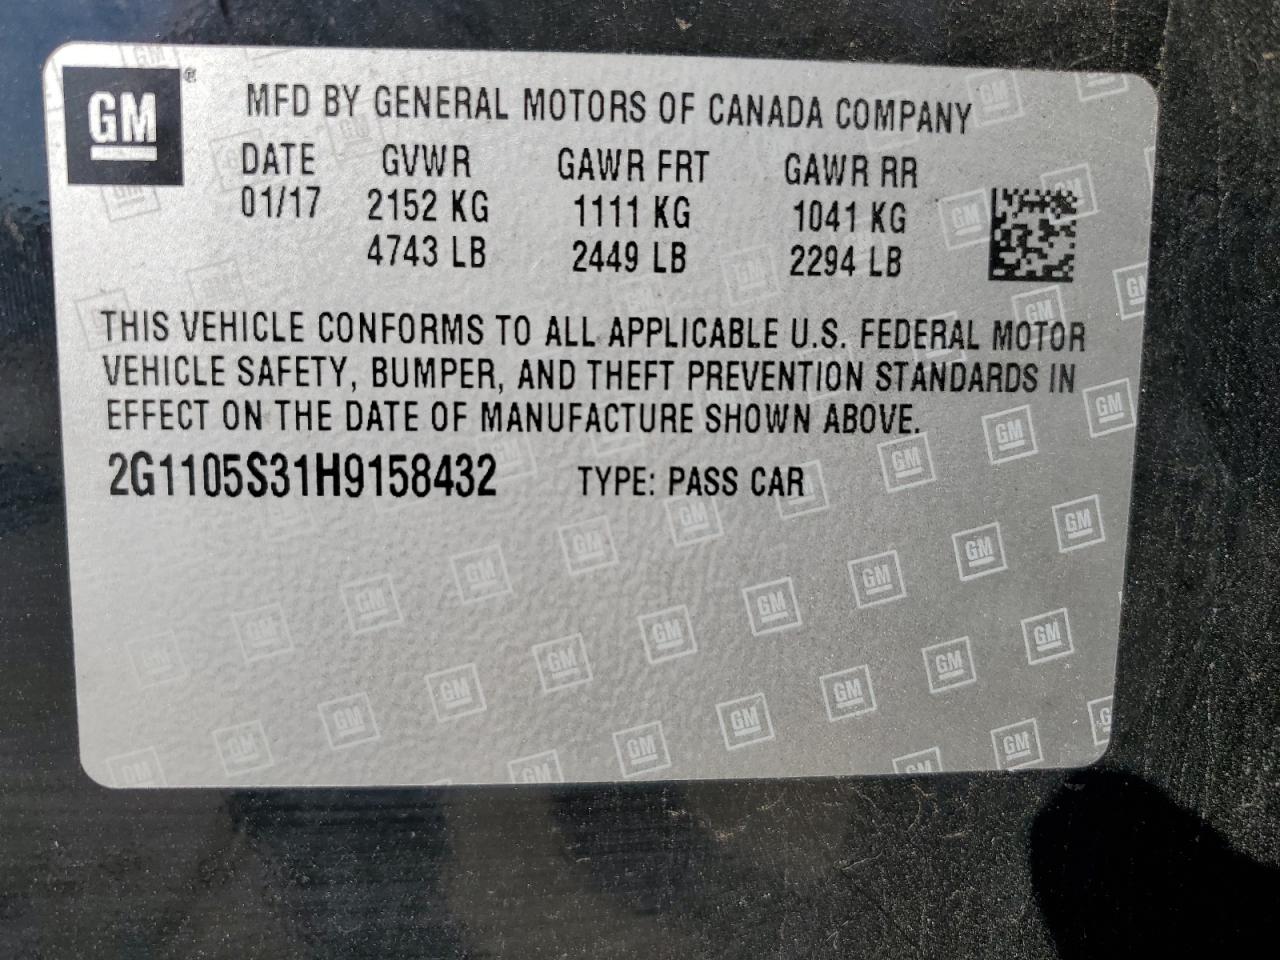 GM ®
MFD BY GENERAL MOTORS OF CANADA COMPANY
DATE GVWR GAWR FRT GAWR RR
01/17 2152 KG 1111 KG 1041 KG
4743 LB 2449 LB 2294 LB
THIS VEHICLE CONFORMS TO ALL APPLICABLE U.S. FEDERAL MOTOR
VEHICLE SAFETY, BUMPER, AND THEFT PREVENTION STANDARDS IN
EFFECT ON THE DATE OF MANUFACTURE SHOWN ABOVE.
2G1105S31H9158432 TYPE: PASS CAR